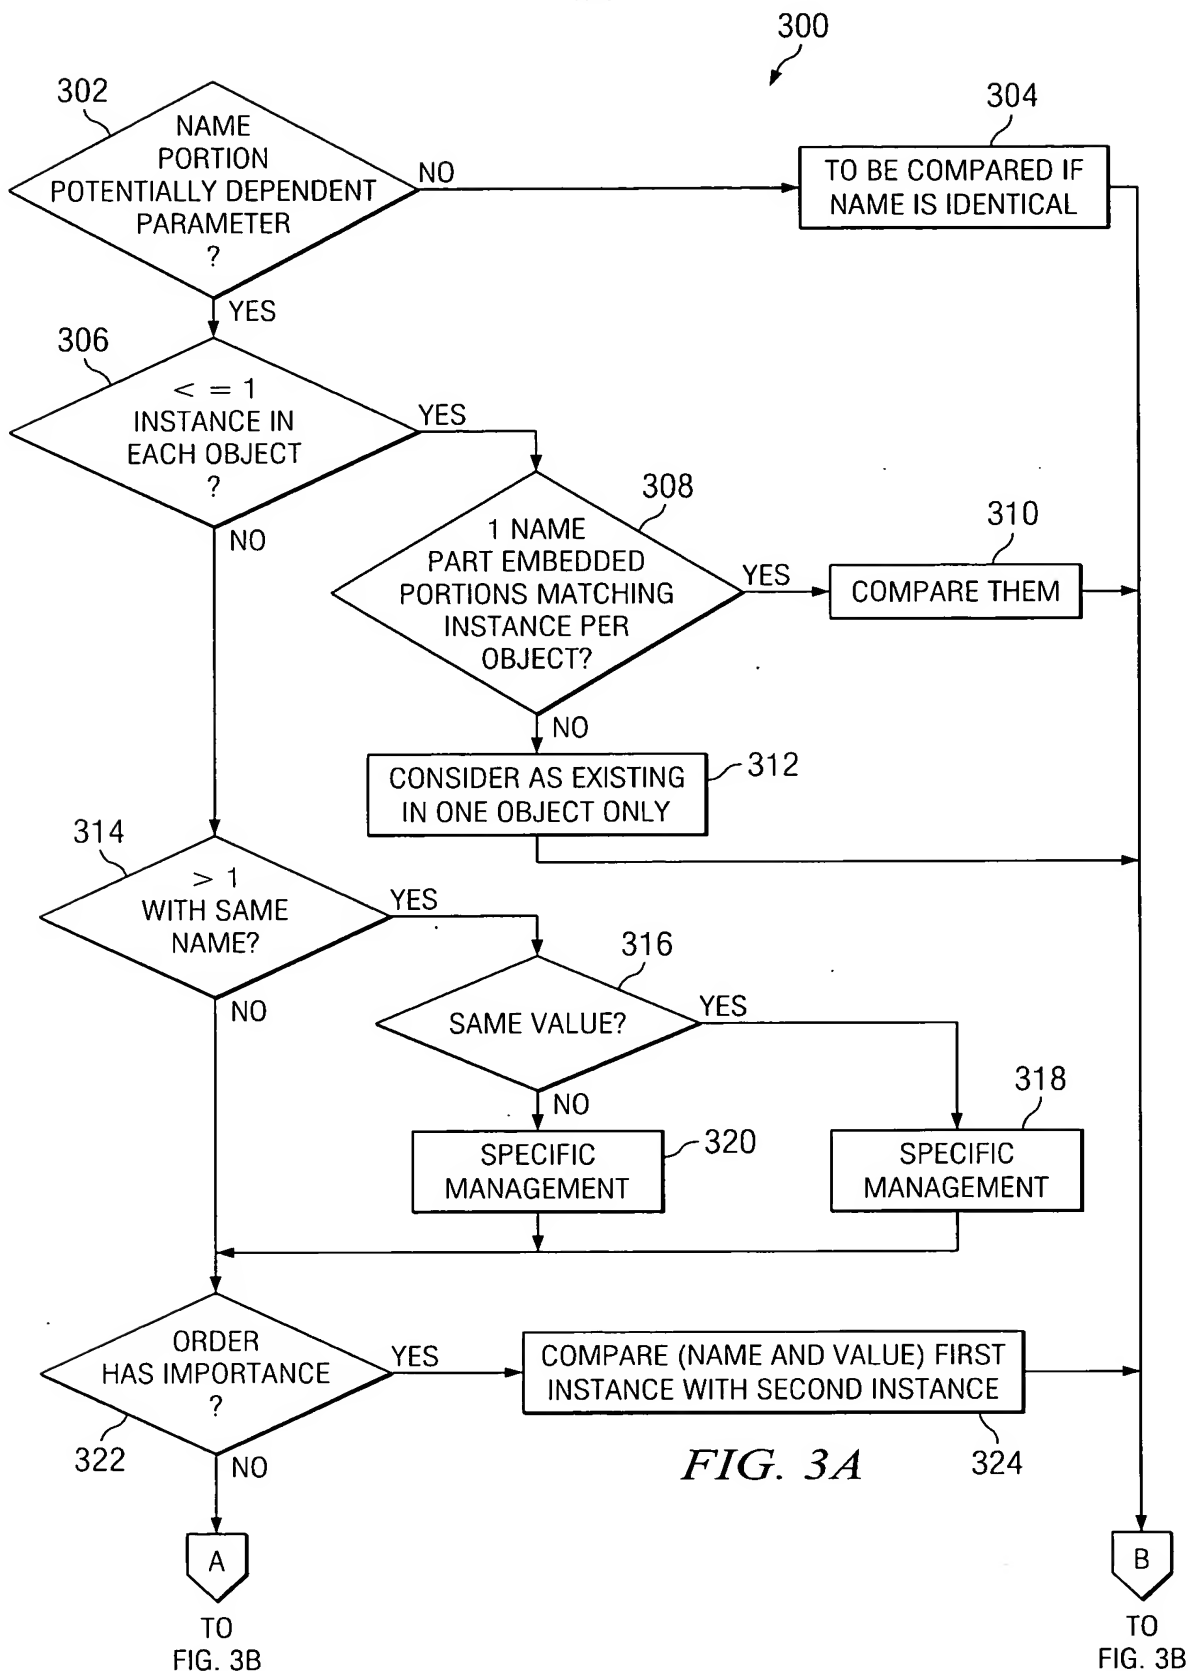 300
302
NAME
PORTION
POTENTIALLY DEPENDENT
PARAMETER
?
NO
304
TO BE COMPARED IF
NAME IS IDENTICAL
YES
306
< = 1
INSTANCE IN
EACH OBJECT
?
YES
NO
308
1 NAME
PART EMBEDDED
PORTIONS MATCHING
INSTANCE PER
OBJECT?
YES
310
COMPARE THEM
NO
CONSIDER AS EXISTING
IN ONE OBJECT ONLY
312
314
> 1
WITH SAME
NAME?
YES
NO
316
SAME VALUE?
YES
NO
318
SPECIFIC
MANAGEMENT
320
SPECIFIC
MANAGEMENT
ORDER
HAS IMPORTANCE
?
322
YES
NO
COMPARE (NAME AND VALUE) FIRST
INSTANCE WITH SECOND INSTANCE
324
FIG. 3A
A
TO
FIG. 3B
B
TO
FIG. 3B